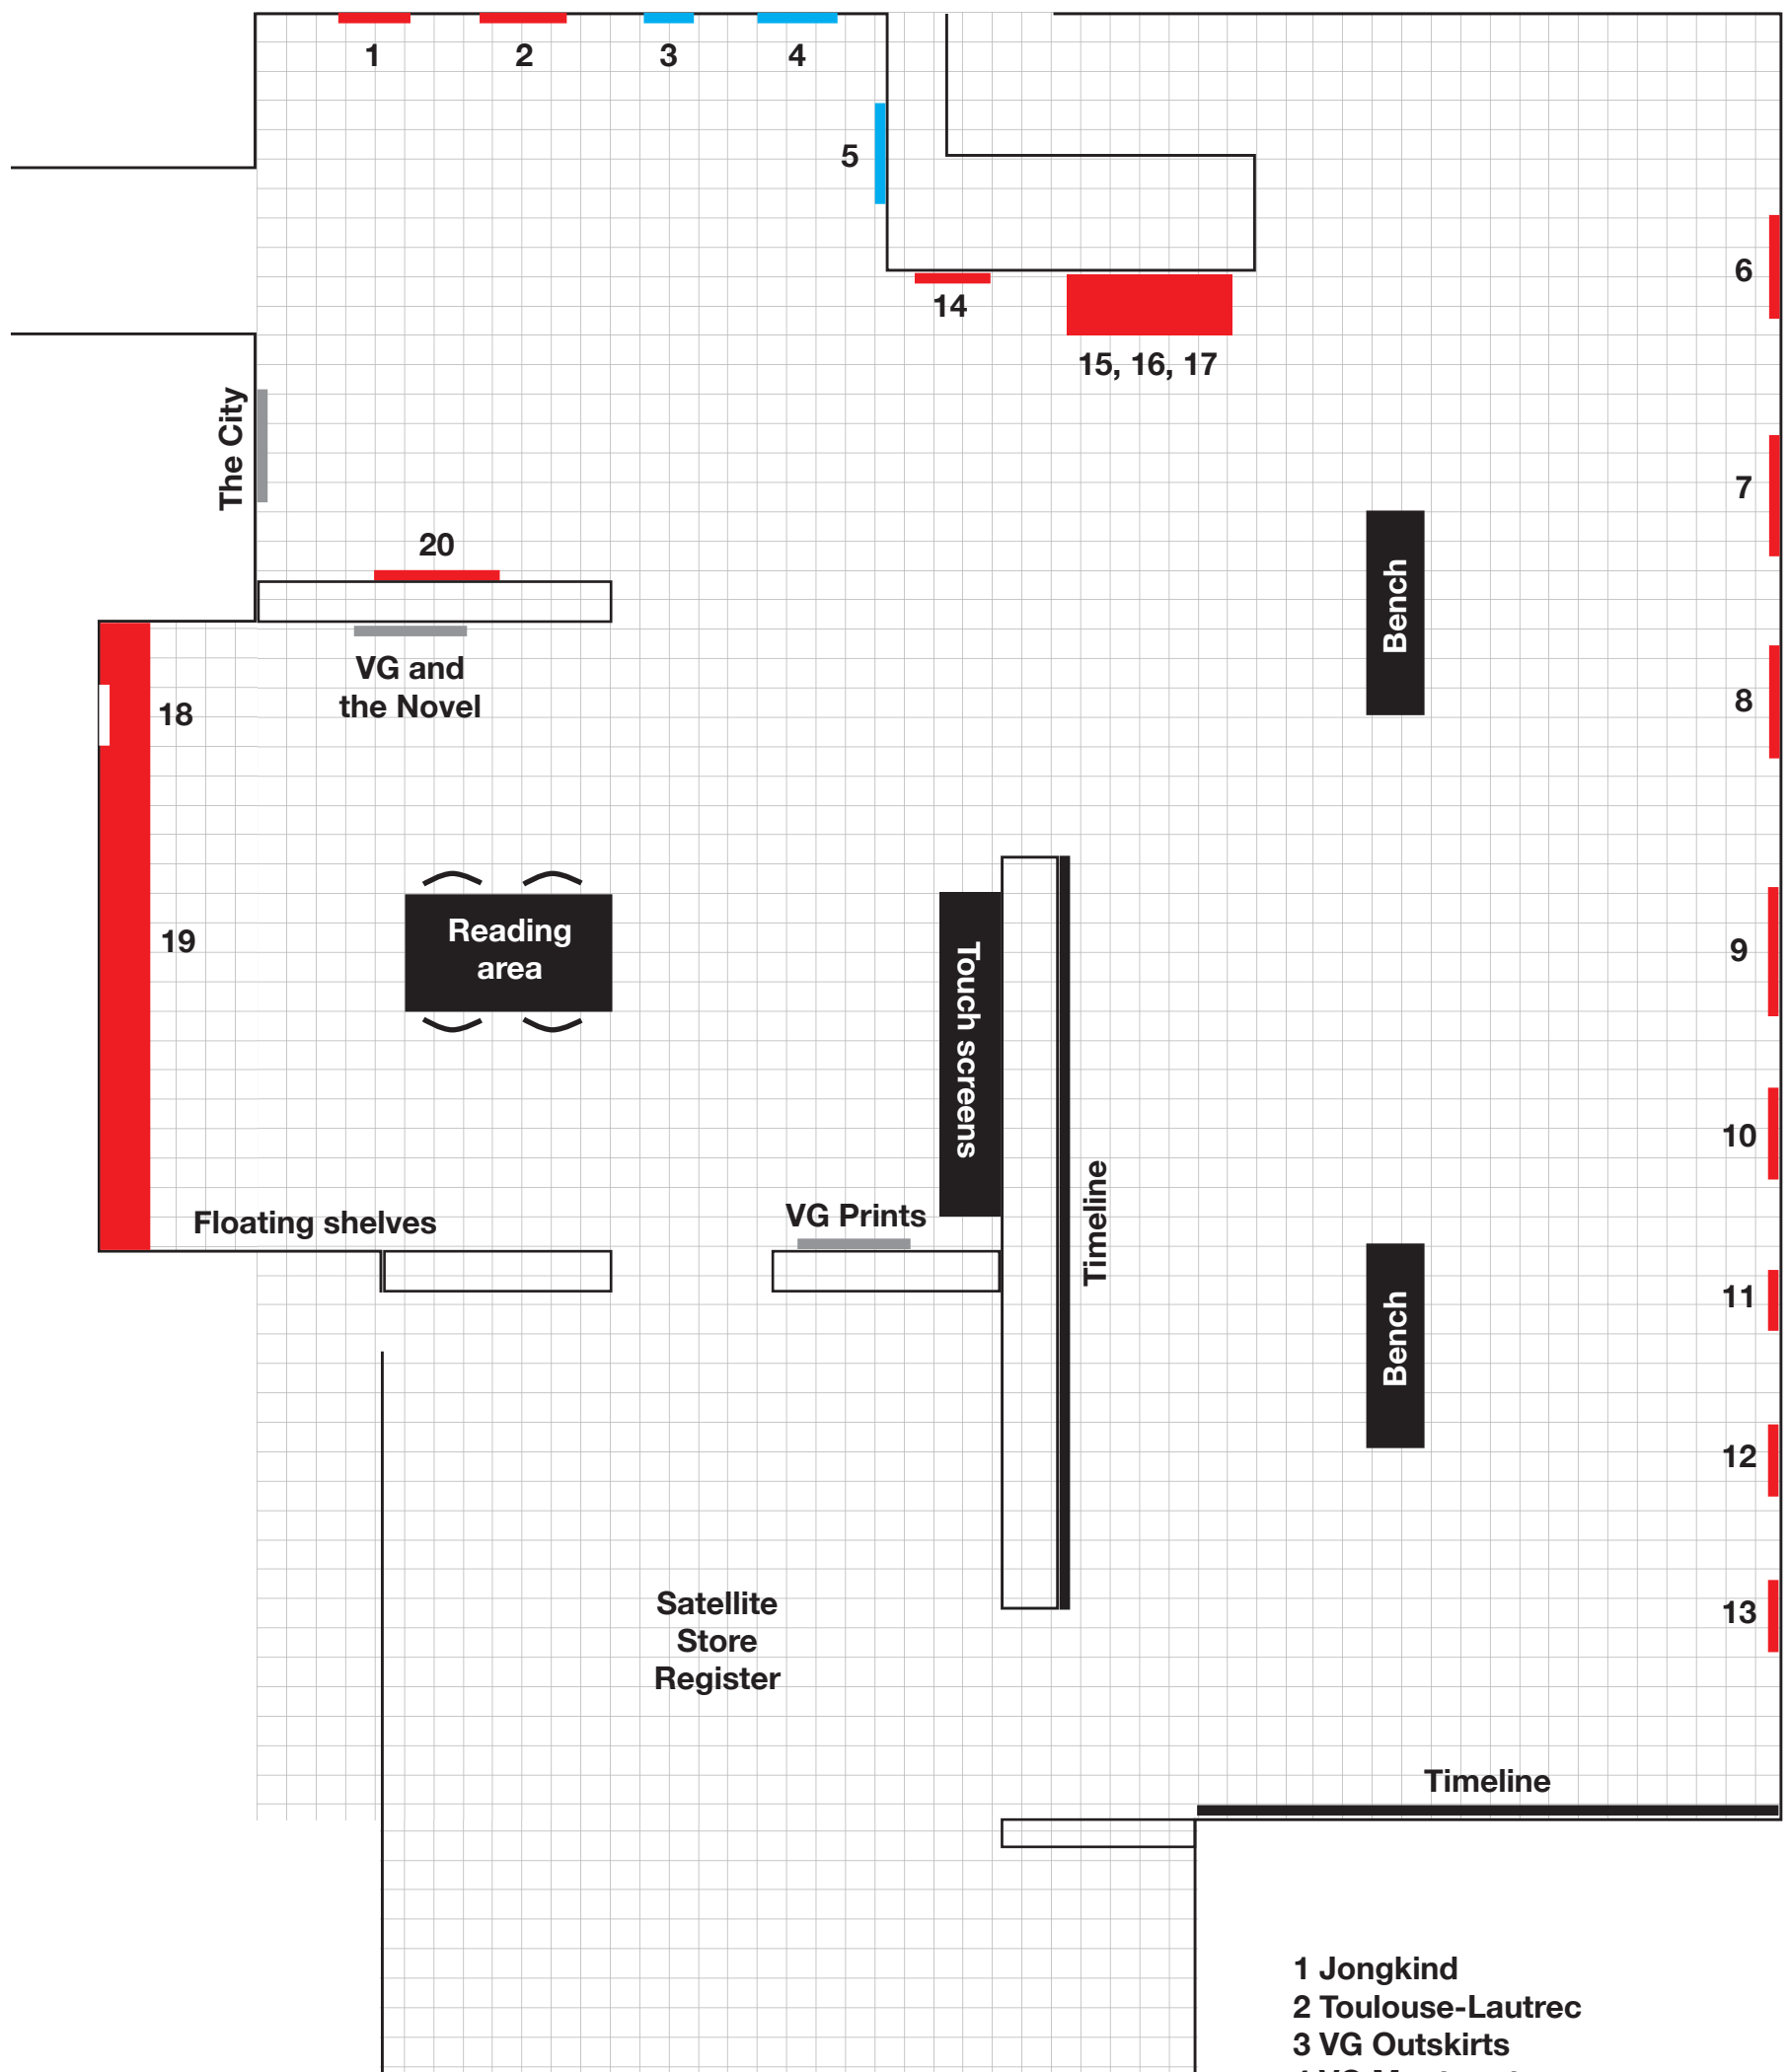 1
2
3
4
5
6
14
15, 16, 17
7
The City
20
Bench
VG and
the Novel
18
8
Reading
area
19
9
Touch screens
10
Timeline
VG Prints
Floating shelves
11
Bench
12
Satellite
Store
Register
13
Timeline
1 Jongkind
2 Toulouse-Lautrec
3 VG Outskirts